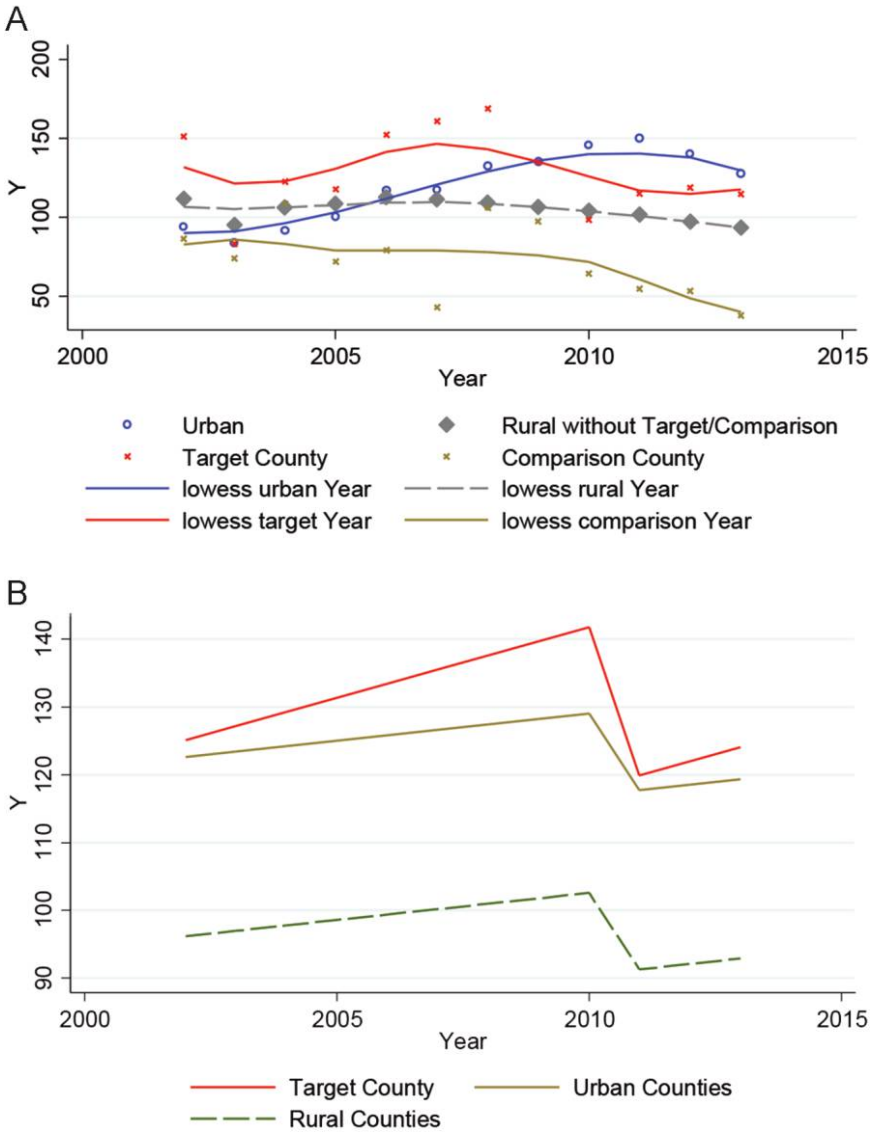 A
200
150
100
50
Y
2000 2005 2010 2015
Year
Urban Rural without Target/Comparison
Target County Comparison County
lowess urban Year lowess rural Year
lowess target Year lowess comparison Year
B
140
130
120
110
100
90
Y
2000 2005 2010 2015
Year
Target County Urban Counties
Rural Counties